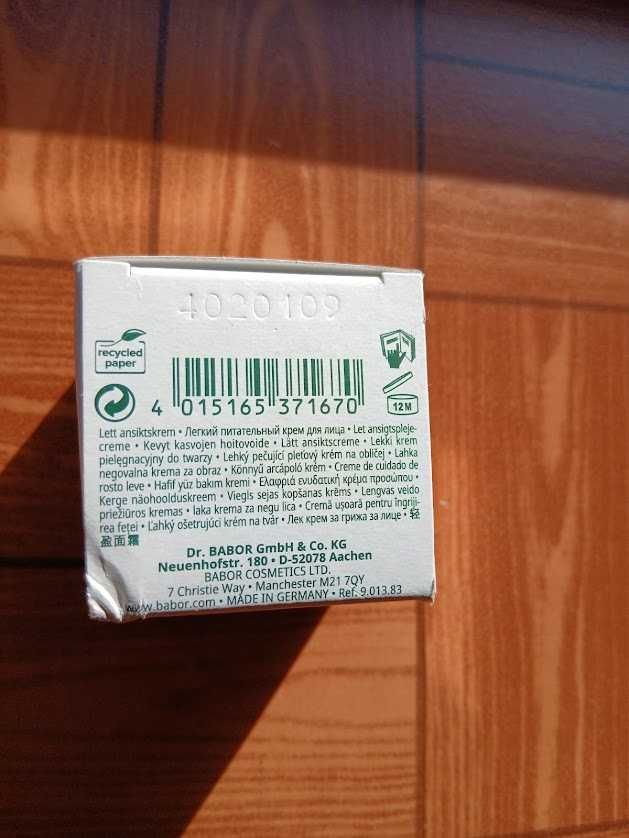 4020109
recycled
paper
12M
4 015165 371670
Lett ansiktskrem • Легкий питательный крем для лица • Let ansigtspleje-
creme • Kevyt kasvojen hoitovoide • Lätt ansiktscreme • Lekki krem
pielęgnacyjny do twarzy • Lehký pečující pleťový krém na obličej • Lahka
negovalna krema za obraz • Könnyű arcápoló krém • Creme de cuidado de
rosto leve • Hafif yüz bakım kremi • Ελαφριά ενυδατική κρέμα προσώπου •
Kerge näohoolduskreem • Viegls sejas kopšanas krēms • Lengvas veido
priežiūros kremas • laka krema za negu lica • Cremă ușoară pentru îngriji-
rea feței • Ľahký ošetrujúci krém na tvár • Лек крем за грижа за лице • 轻
盈面霜
Dr. BABOR GmbH & Co. KG
Neuenhofstr. 180 • D-52078 Aachen
BABOR COSMETICS LTD.
7 Christie Way • Manchester M21 7QY
www.babor.com • MADE IN GERMANY • Ref: 9.013.83